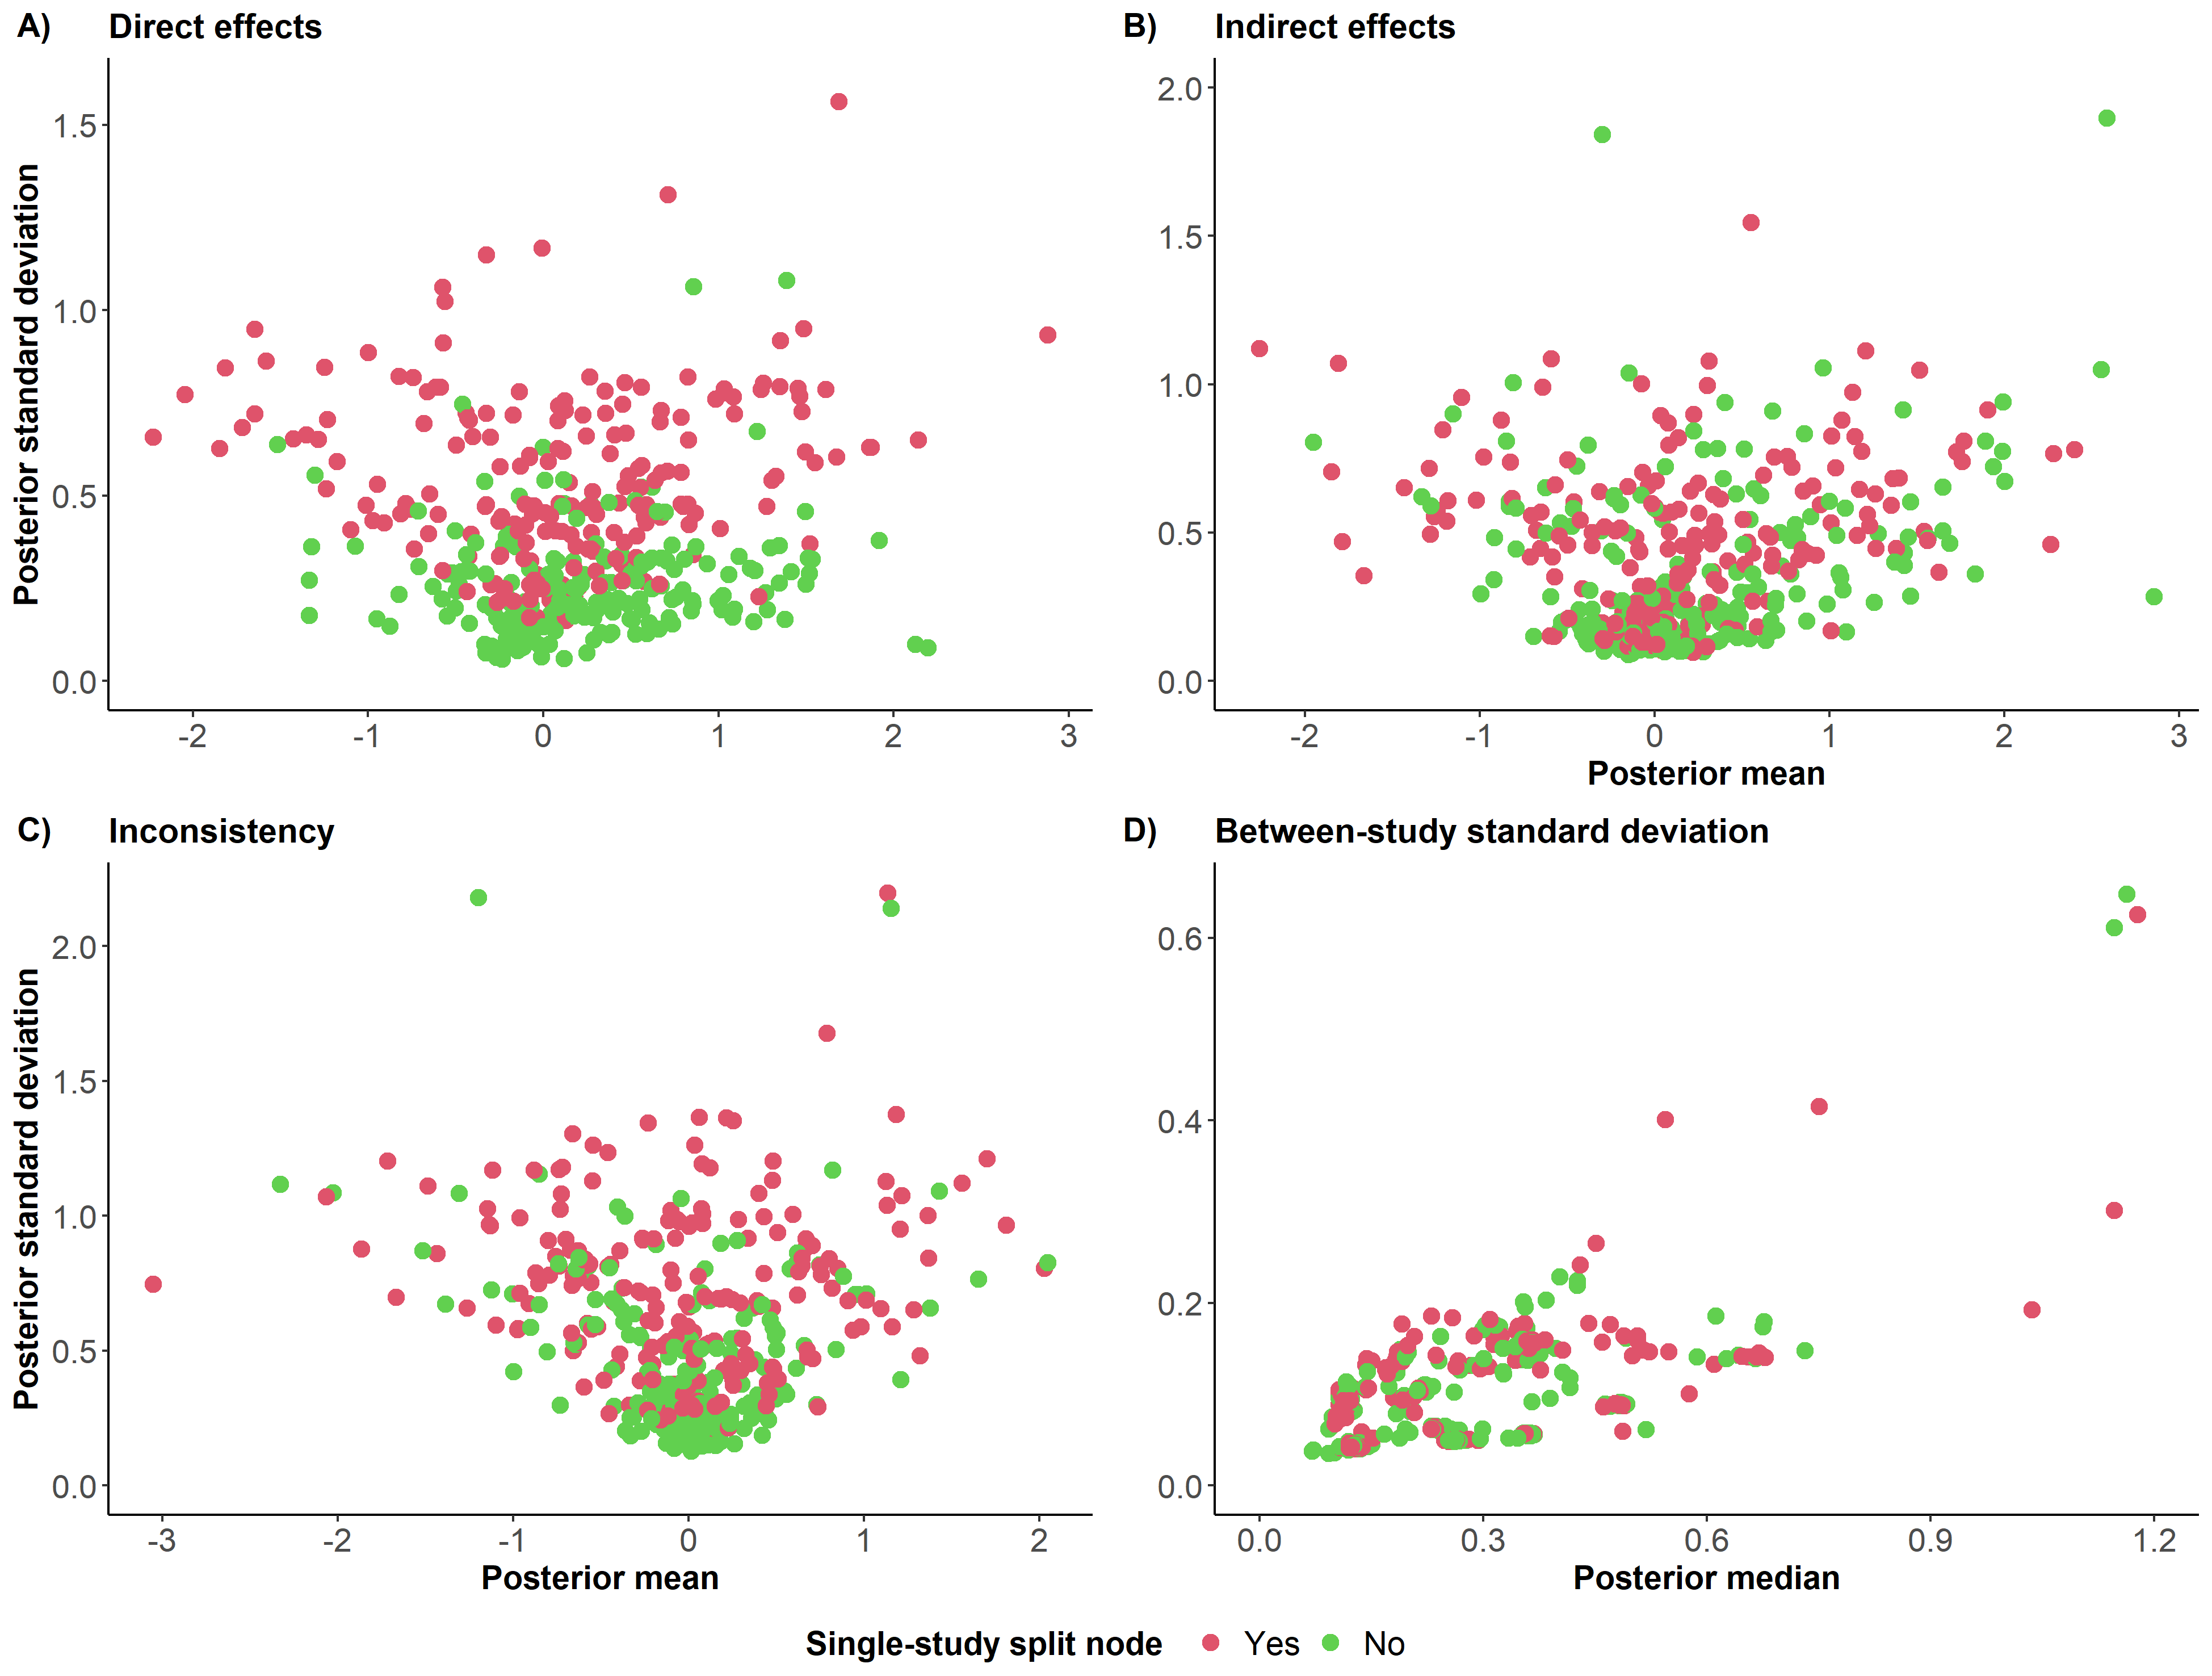 A) Direct effects
Posterior standard deviation
1.5
1.0
0.5
0.0
-2 -1 0 1 2 3
B) Indirect effects
2.0
1.5
1.0
0.5
0.0
-2 -1 0 1 2 3
Posterior mean
C) Inconsistency
Posterior standard deviation
2.0
1.5
1.0
0.5
0.0
-3 -2 -1 0 1 2
Posterior mean
D) Between-study standard deviation
0.6
0.4
0.2
0.0
0.0 0.3 0.6 0.9 1.2
Posterior median
Single-study split node Yes No